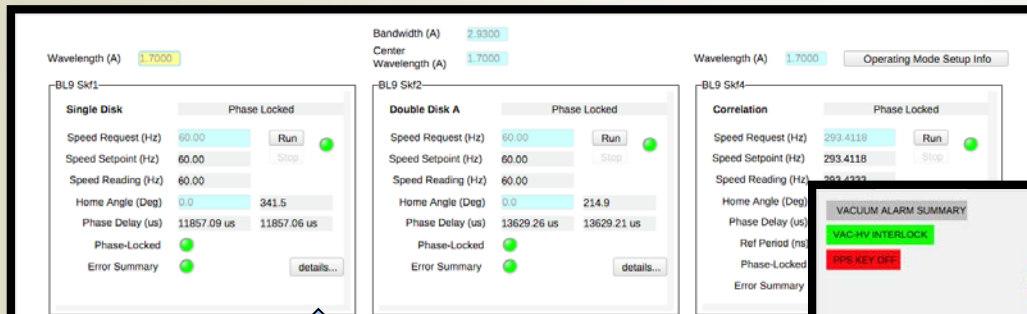 Bandwidth (A) 2.9300
Wavelength (A) 1.7000
Center
Wavelength (A) 1.7000
Wavelength (A) 1.7000 Operating Mode Setup Info
BL9 Skf1
Single Disk Phase Locked
Speed Request (Hz) 60.00 Run
Speed Setpoint (Hz) 60.00 Stop
Speed Reading (Hz) 60.00
Home Angle (Deg) 0.0 341.5
Phase Delay (us) 11857.09 us 11857.06 us
Phase-Locked
Error Summary details...
BL9 Skf2
Double Disk A Phase Locked
Speed Request (Hz) 60.00 Run
Speed Setpoint (Hz) 60.00 Stop
Speed Reading (Hz) 60.00
Home Angle (Deg) 0.0 214.9
Phase Delay (us) 13629.26 us 13629.21 us
Phase-Locked
Error Summary details...
BL9 Skf4
Correlation Phase Locked
Speed Request (Hz) 293.4118 Run
Speed Setpoint (Hz) 293.4118 Stop
Speed Reading (Hz) 293.4333
Home Angle (Deg)
Phase Delay (us)
Ref Period (ns)
Phase-Locked
Error Summary
VACUUM ALARM SUMMARY
VAC-HV INTERLOCK
PPS KEY OFF